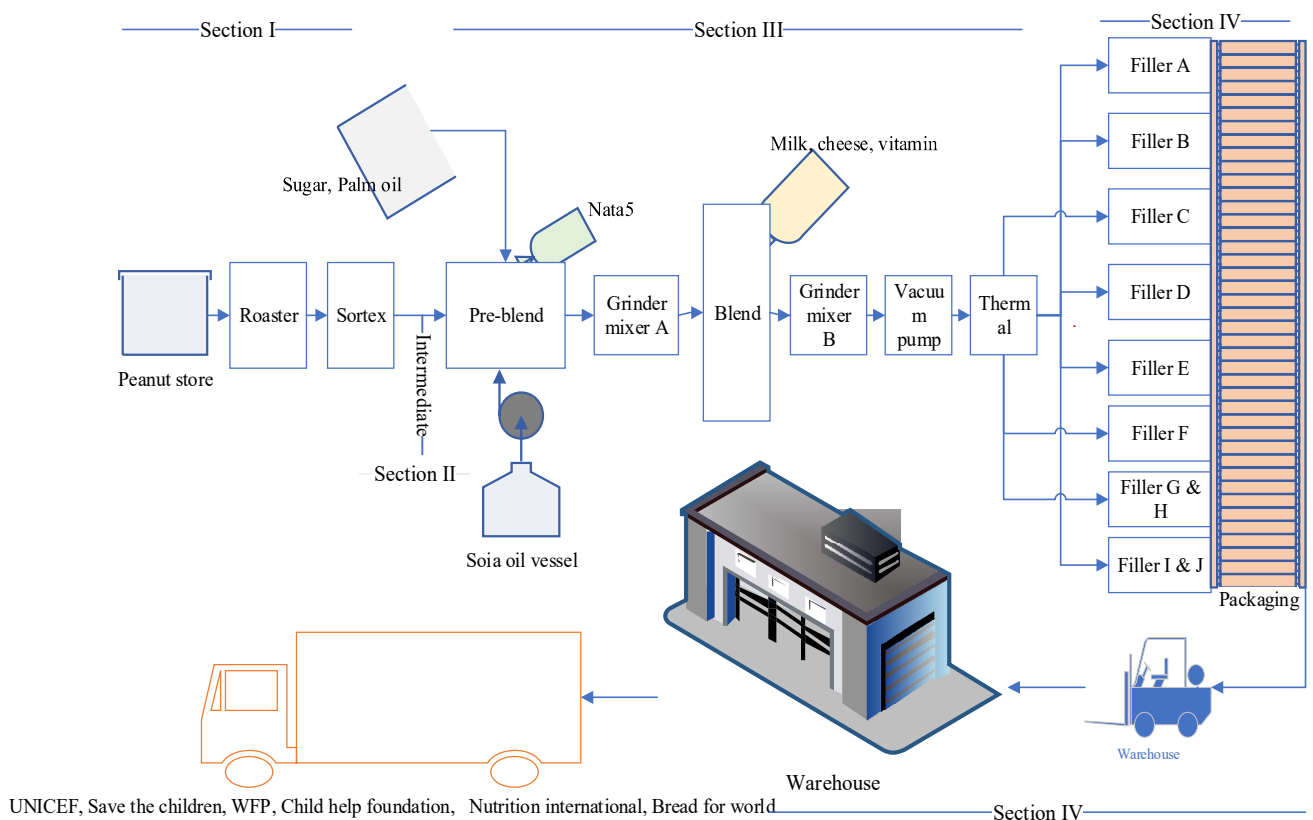 Section I
Section III
Section IV
Filler A
Filler B
Milk, cheese, vitamin
Sugar, Palm oil
Nata5
Filler C
Roaster
Sortex
Pre-blend
Grinder
mixer A
Blend
Grinder
mixer
B
Vacuu
m
pump
Therm
al
Filler D
Peanut store
Intermediate
Filler E
Filler F
Section II
Filler G &
H
Soia oil vessel
Filler I & J
Packaging
Warehouse
Warehouse
UNICEF, Save the children, WFP, Child help foundation, Nutrition international, Bread for world
Section IV